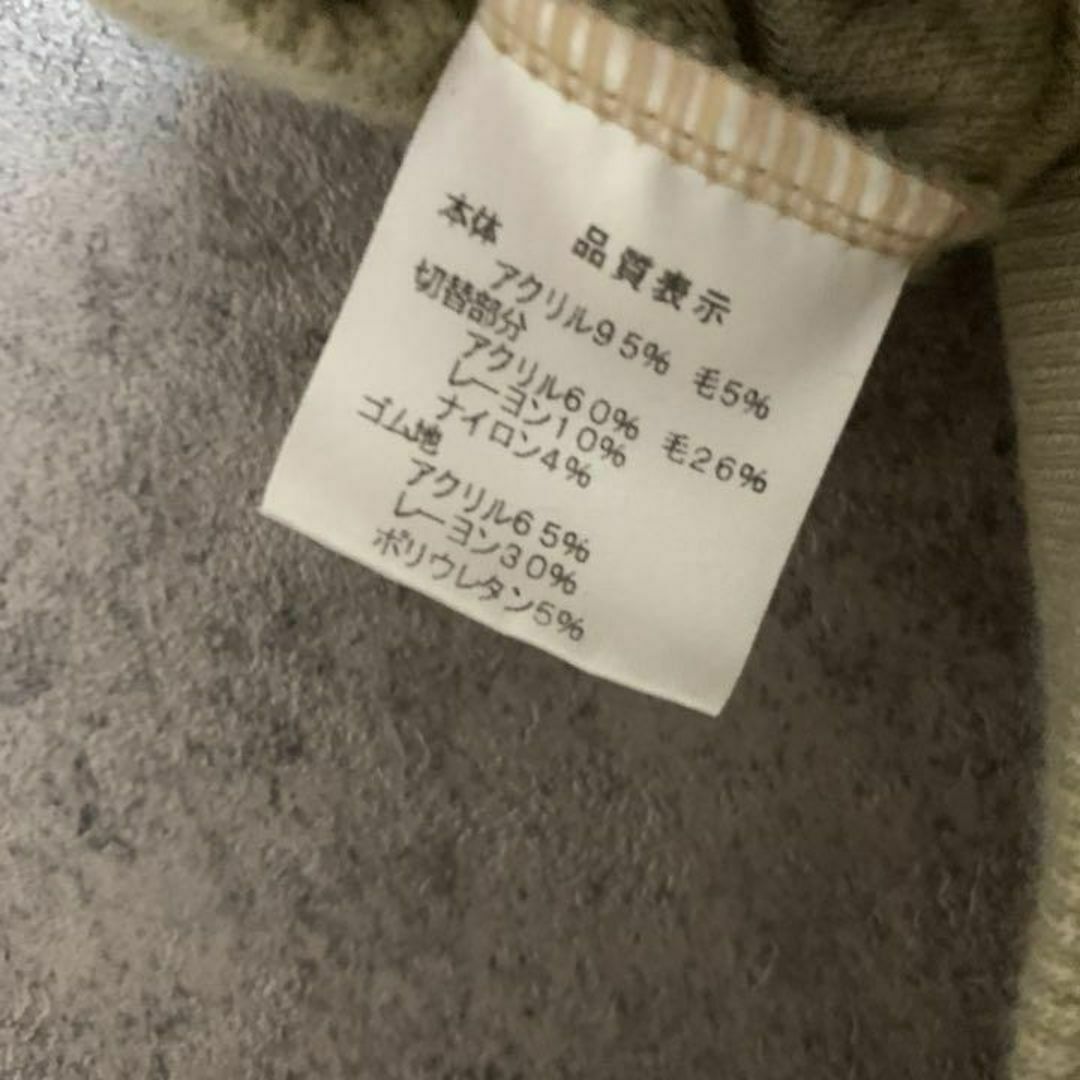 品質表示
本体
アクリル95% 毛5%
切替部分
アクリル60% 毛26%
レーヨン10%
ナイロン4%
ゴム地
アクリル65%
レーヨン30%
ポリウレタン5%